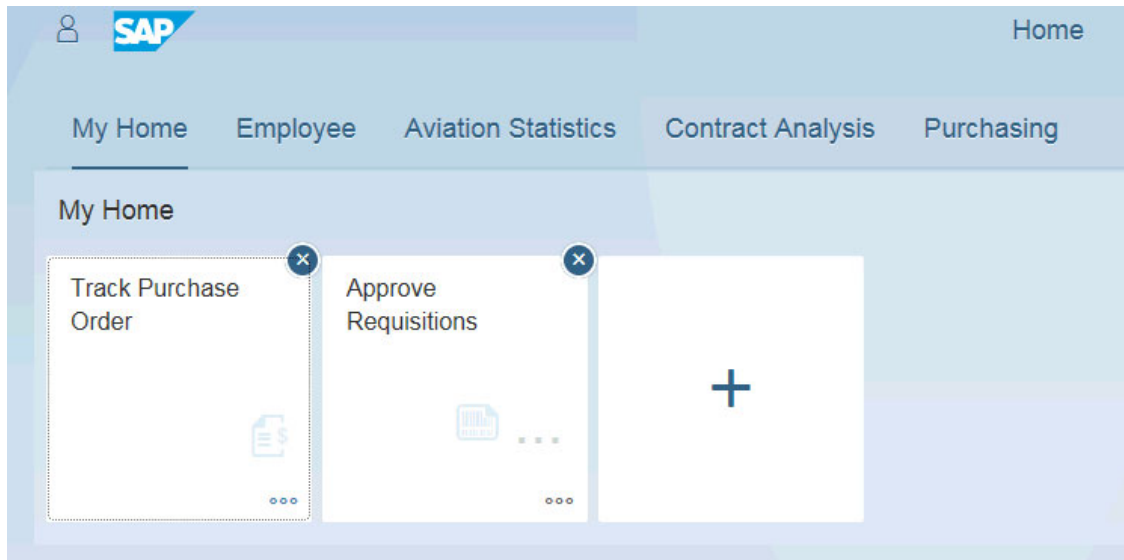 SAP
Home
My Home Employee Aviation Statistics Contract Analysis Purchasing
My Home
Track Purchase
Order
Approve
Requisitions